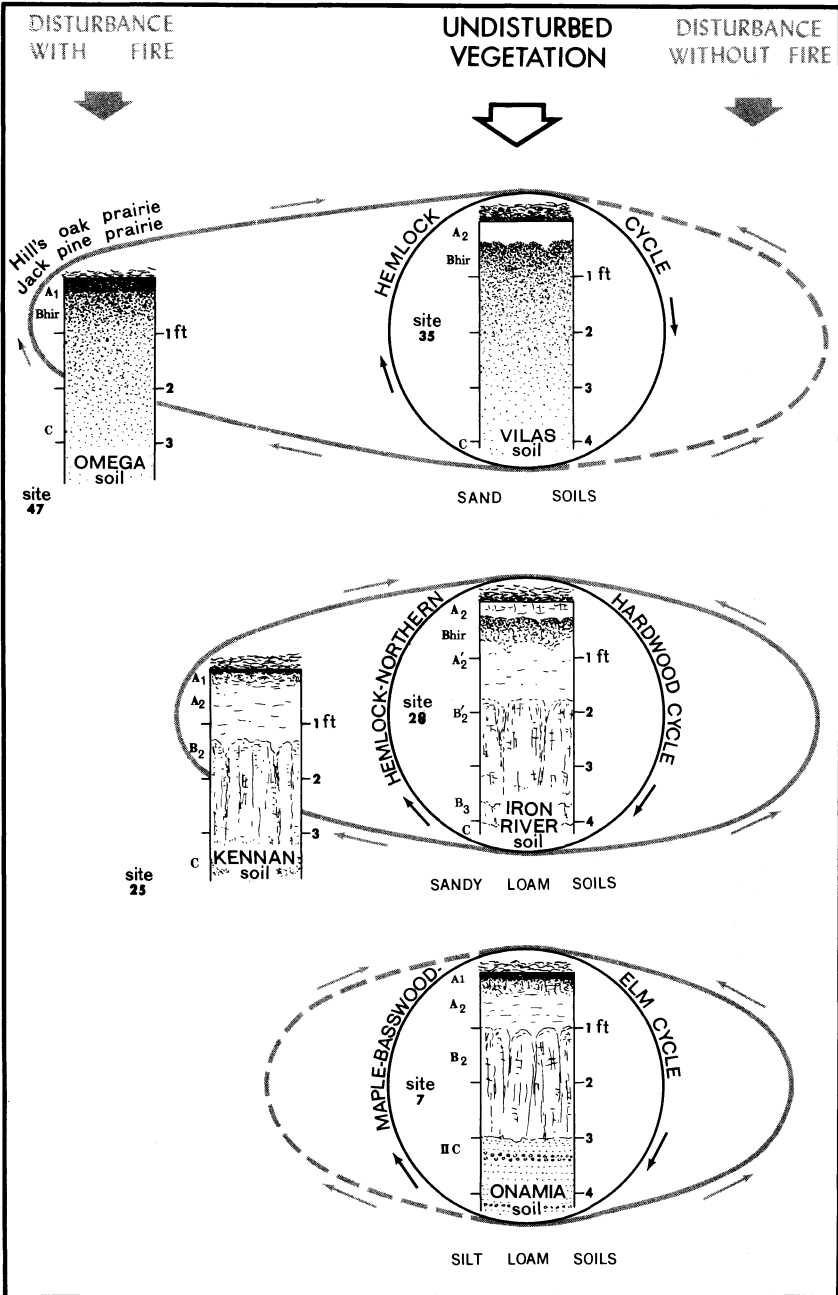 DISTURBANCE
WITH FIRE
UNDISTURBED
VEGETATION
DISTURBANCE
WITHOUT FIRE
Hill's oak prairie
Jack pine prairie
A1
Bhir
C
1 ft
2
3
OMEGA
soil
site
47
HEMLOCK
CYCLE
site
35
A2
Bhir
C
1 ft
2
3
4
VILAS
soil
SAND SOILS
A1
A2
B2
C
1 ft
2
3
KENNAN
soil
site
25
HEMLOCK-NORTHERN
HARDWOOD CYCLE
site
28
A2
Bhir
A'2
B'2
B3
C
1 ft
2
3
4
IRON
RIVER
soil
SANDY LOAM SOILS
MAPLE-BASSWOOD-
ELM CYCLE
site
7
A1
A2
B2
II C
1 ft
2
3
4
ONAMIA
soil
SILT LOAM SOILS